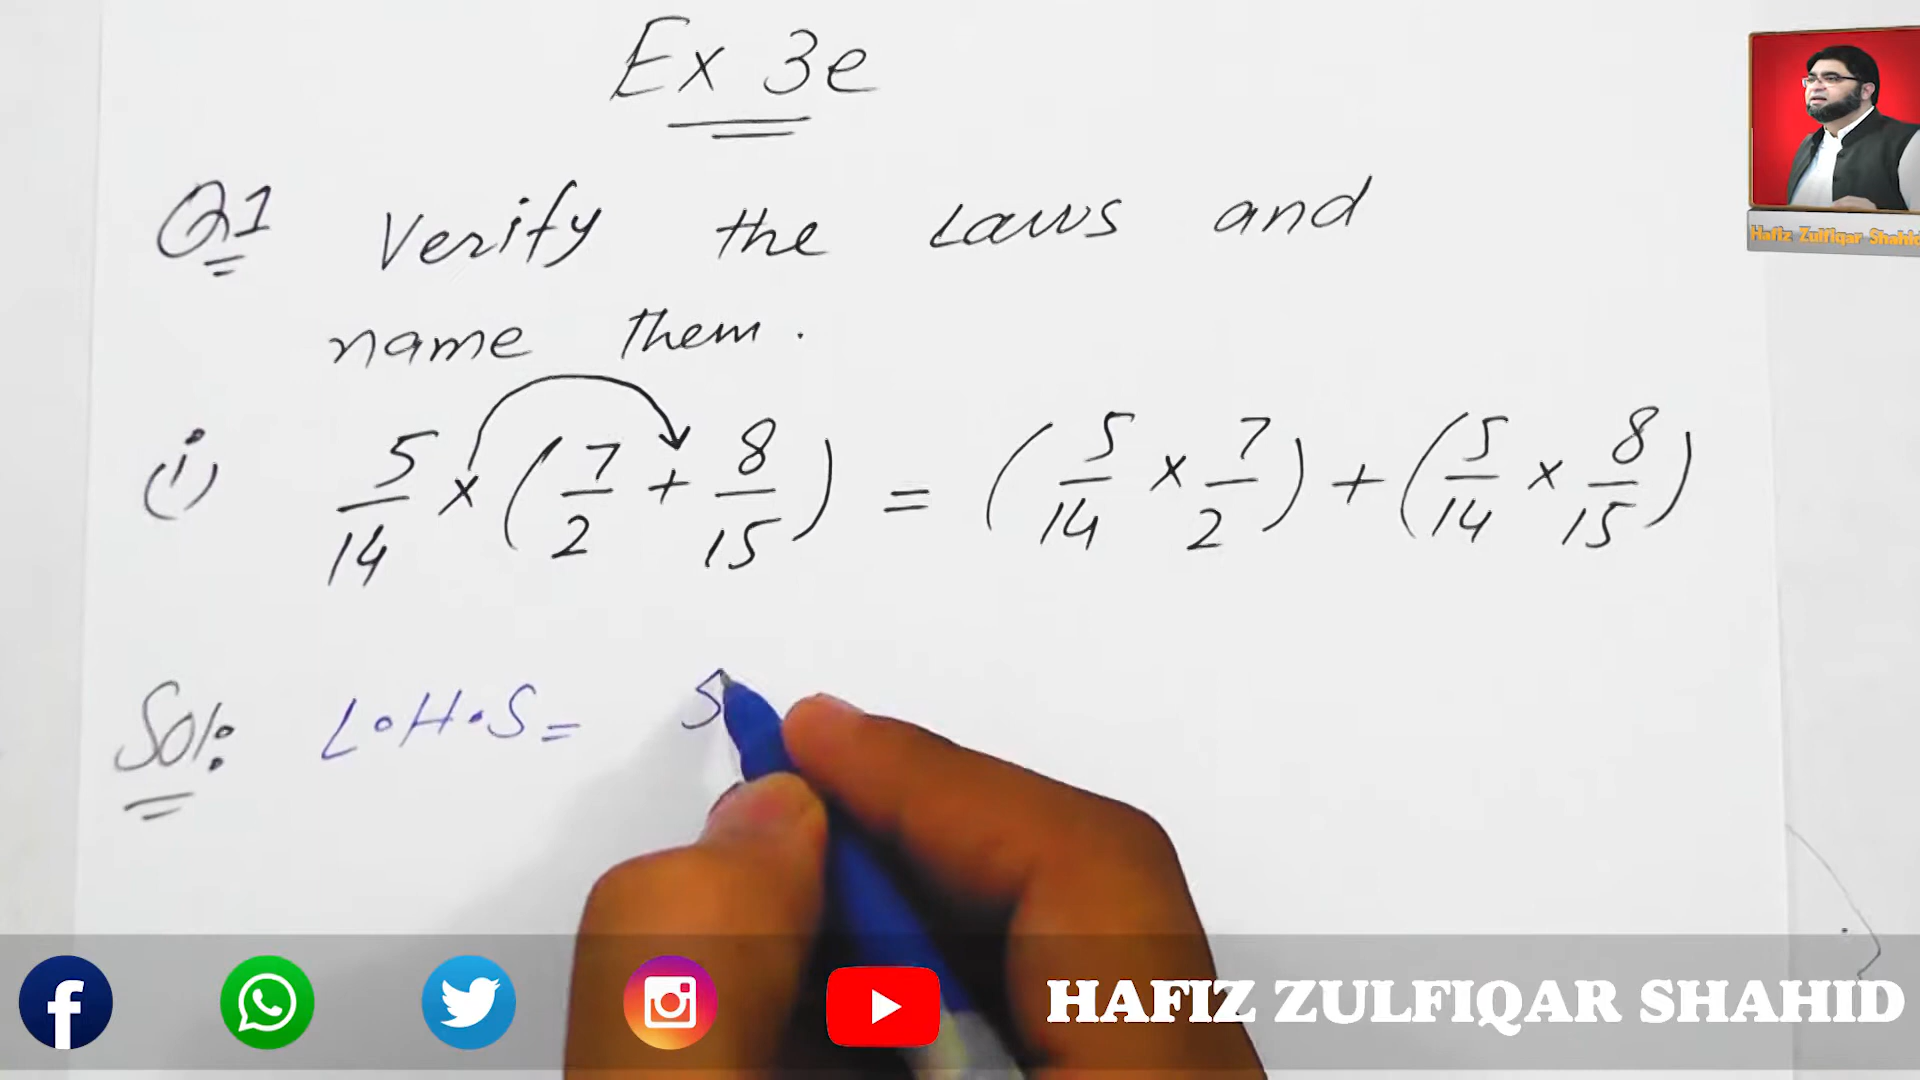 Ex 3e
Hafiz Zulfiqar Shahid
Q1 Verify the Laws and
name them.
(i) 5/14 × (7/2 + 8/15) = (5/14 × 7/2) + (5/14 × 8/15)
Sol: L.H.S = 5
HAFIZ ZULFIQAR SHAHID